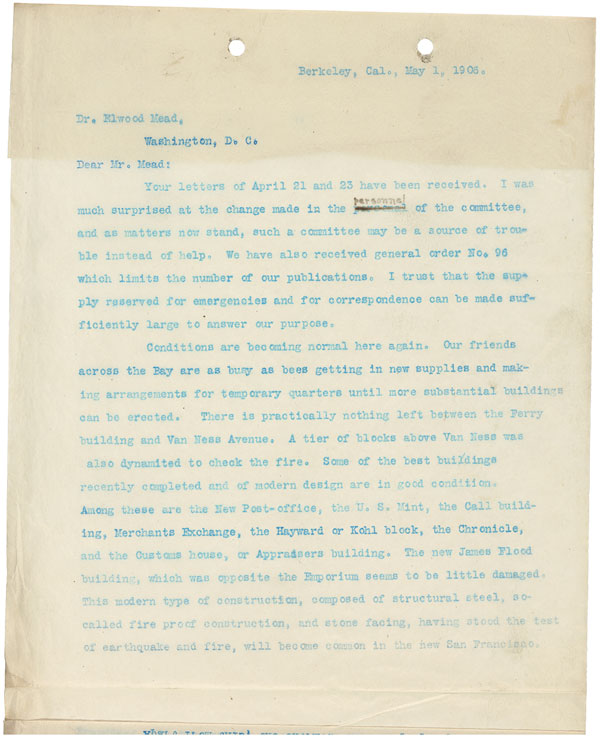 Berkeley, Cal., May 1, 1906.
Dr. Elwood Mead,
Washington, D. C.
Dear Mr. Mead:
Your letters of April 21 and 23 have been received. I was
much surprised at the change made in the personnel of the committee,
and as matters now stand, such a committee may be a source of trou-
ble instead of help. We have also received general order No. 96
which limits the number of our publications. I trust that the sup-
ply reserved for emergencies and for correspondence can be made suf-
ficiently large to answer our purpose.
Conditions are becoming normal here again. Our friends
across the Bay are as busy as bees getting in new supplies and mak-
ing arrangements for temporary quarters until more substantial buildings
can be erected. There is practically nothing left between the Ferry
building and Van Ness Avenue. A tier of blocks above Van Ness was
also dynamited to check the fire. Some of the best buildings
recently completed and of modern design are in good condition.
Among these are the New Post-office, the U. S. Mint, the Call build-
ing, Merchants Exchange, the Hayward or Kohl block, the Chronicle,
and the Customs house, or Appraisers building. The new James Flood
building, which was opposite the Emporium seems to be little damaged.
This modern type of construction, composed of structural steel, so-
called fire proof construction, and stone facing, having stood the test
of earthquake and fire, will become common in the new San Francisco.